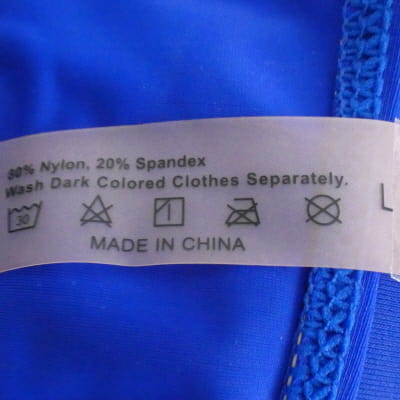 80% Nylon, 20% Spandex
Wash Dark Colored Clothes Separately.
30
L
MADE IN CHINA